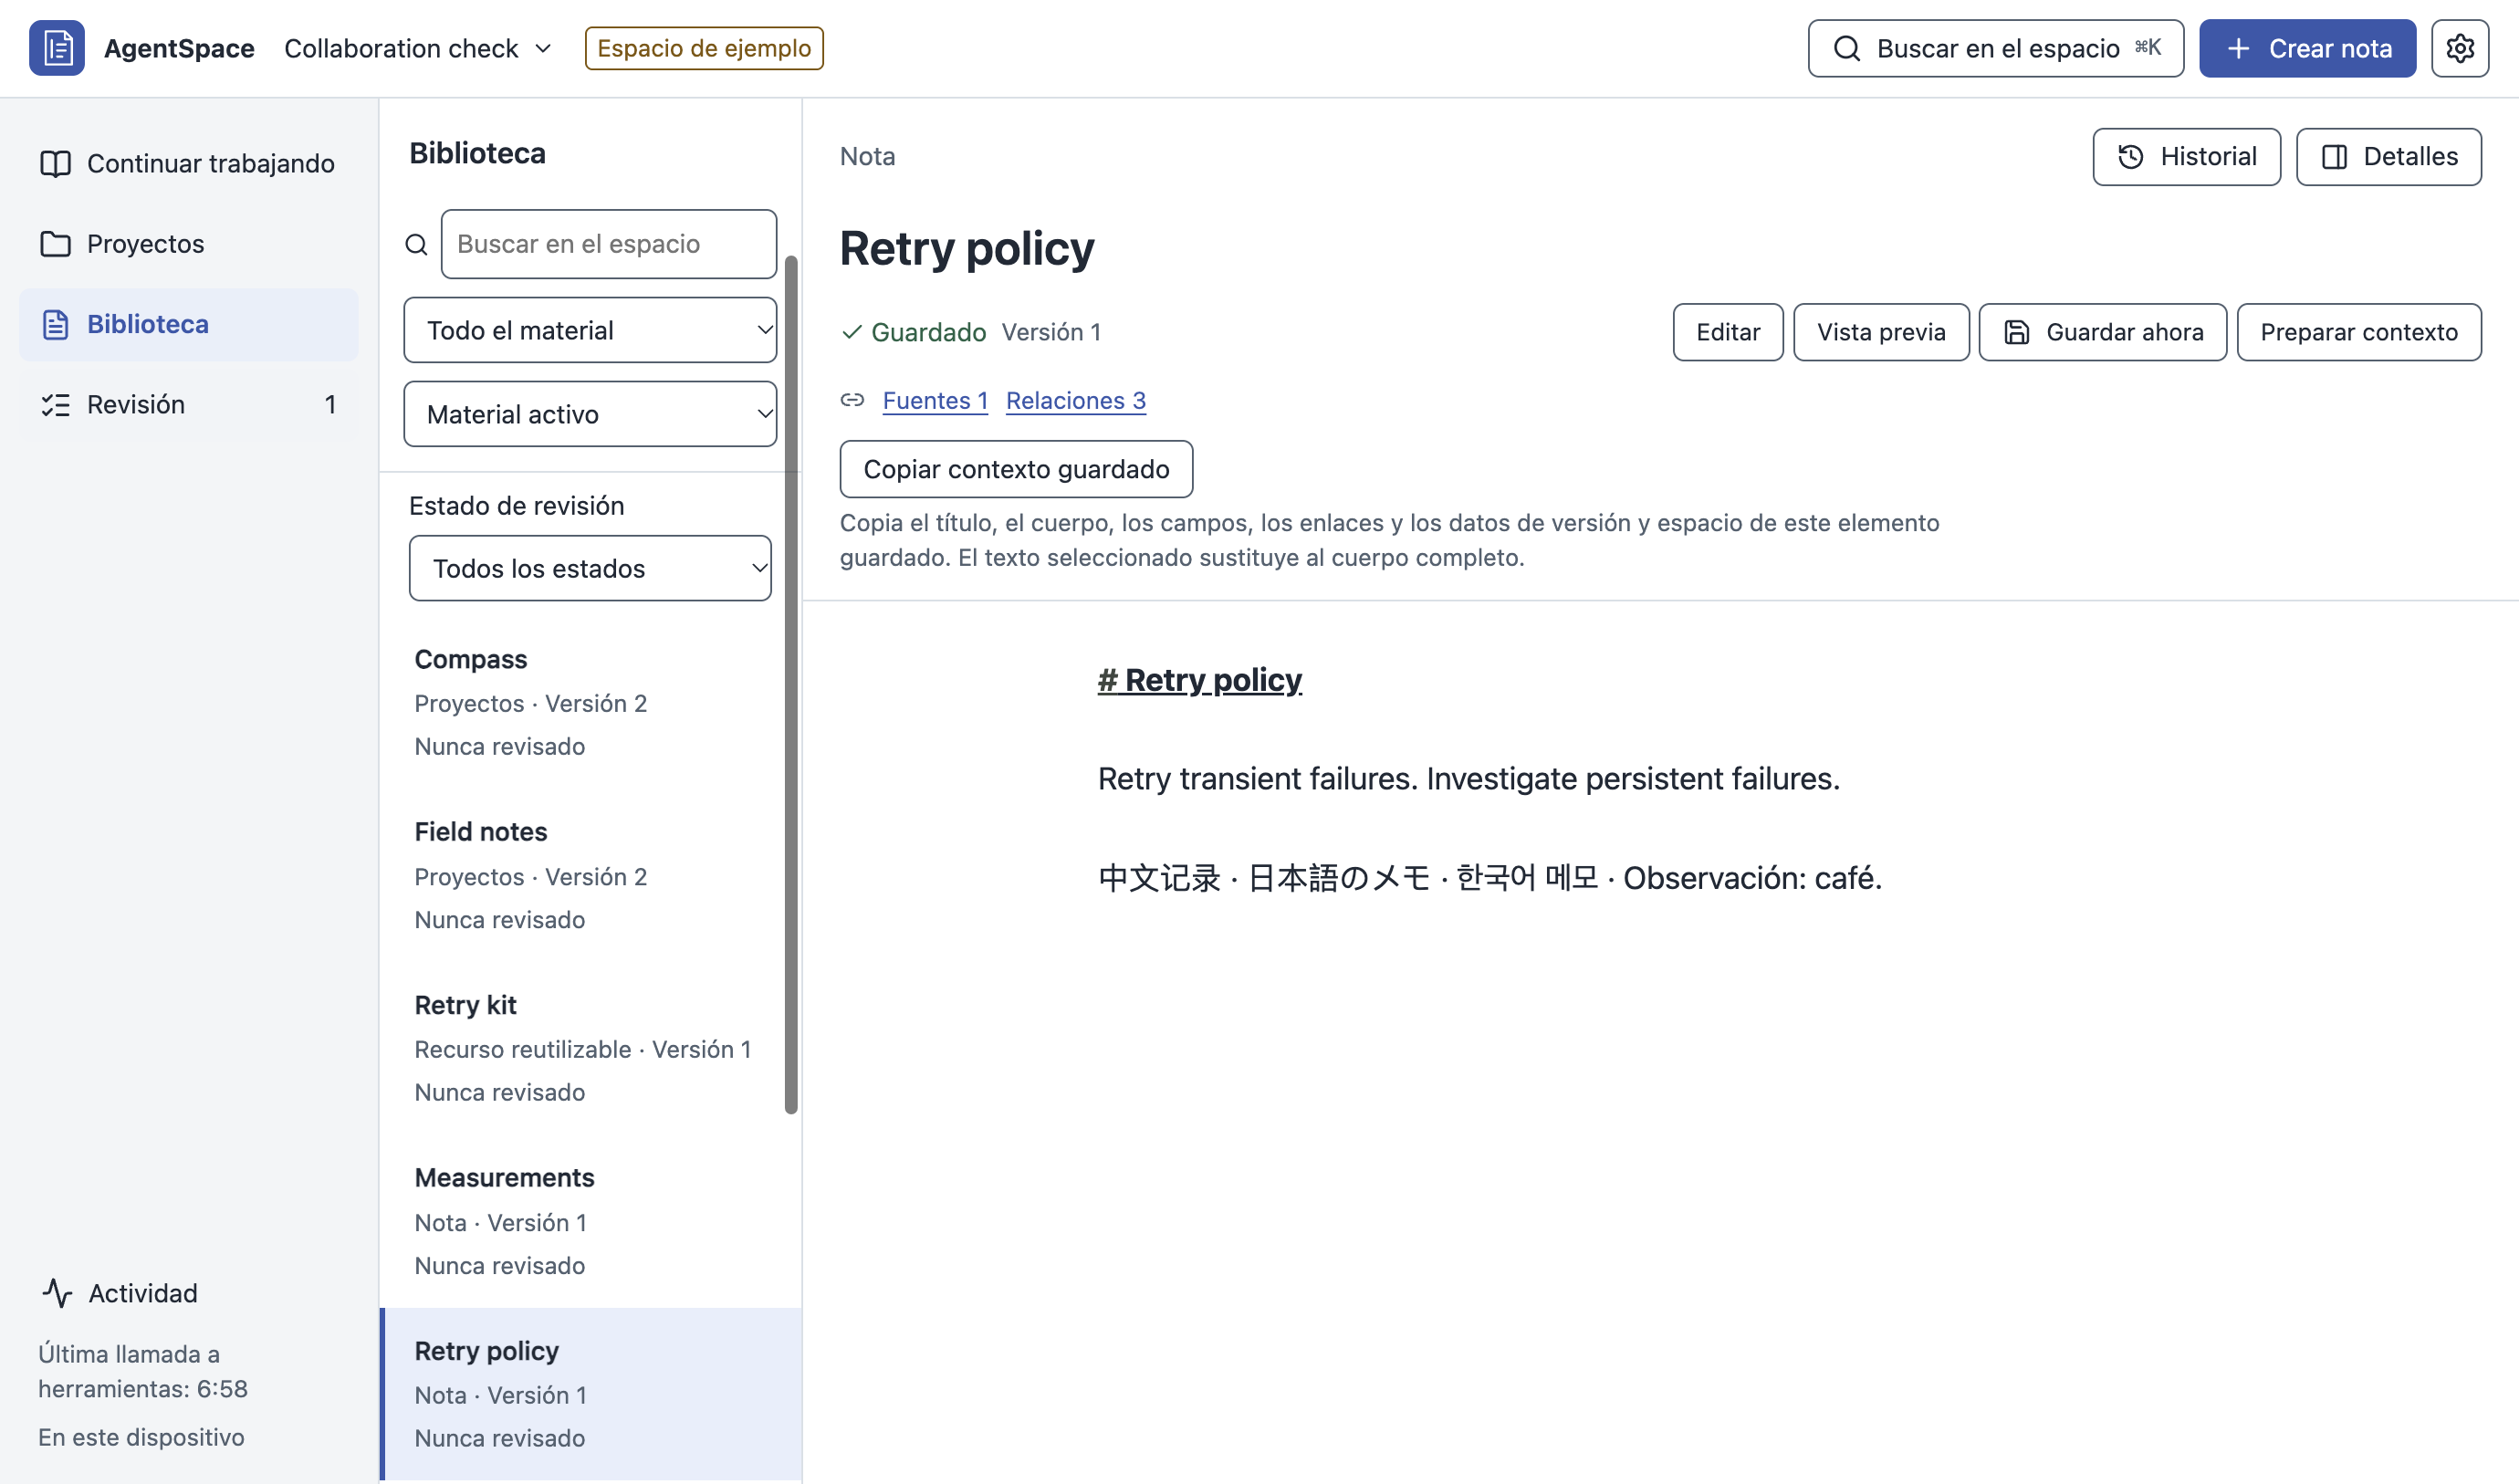 AgentSpace
Collaboration check
Espacio de ejemplo
Buscar en el espacio ⌘K
Crear nota
Continuar trabajando
Proyectos
Biblioteca
Revisión 1
Actividad
Última llamada a
herramientas: 6:58
En este dispositivo
Biblioteca
Buscar en el espacio
Todo el material
Material activo
Estado de revisión
Todos los estados
Compass
Proyectos · Versión 2
Nunca revisado
Field notes
Proyectos · Versión 2
Nunca revisado
Retry kit
Recurso reutilizable · Versión 1
Nunca revisado
Measurements
Nota · Versión 1
Nunca revisado
Retry policy
Nota · Versión 1
Nunca revisado
Nota
Historial
Detalles
Retry policy
Guardado Versión 1
Editar
Vista previa
Guardar ahora
Preparar contexto
Fuentes 1 Relaciones 3
Copiar contexto guardado
Copia el título, el cuerpo, los campos, los enlaces y los datos de versión y espacio de este elemento
guardado. El texto seleccionado sustituye al cuerpo completo.
# Retry policy
Retry transient failures. Investigate persistent failures.
中文记录 · 日本語のメモ · 한국어 메모 · Observación: café.